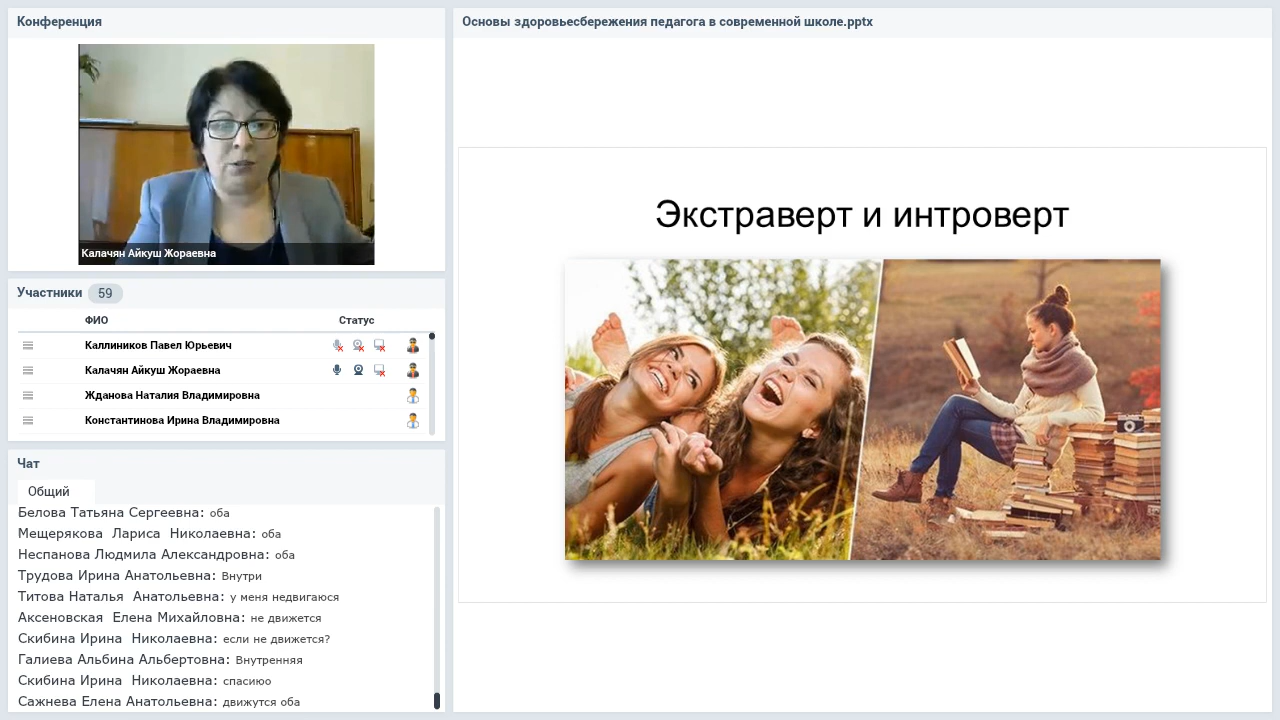 Конференция
Калачян Айкуш Жораевна
Участники 59
ФИО Статус
Каллиников Павел Юрьевич
Калачян Айкуш Жораевна
Жданова Наталия Владимировна
Константинова Ирина Владимировна
Чат
Общий
Белова Татьяна Сергеевна: оба
Мещерякова Лариса Николаевна: оба
Неспанова Людмила Александровна: оба
Трудова Ирина Анатольевна: Внутри
Титова Наталья Анатольевна: у меня недвигаюся
Аксеновская Елена Михайловна: не движется
Скибина Ирина Николаевна: если не движется?
Галиева Альбина Альбертовна: Внутренняя
Скибина Ирина Николаевна: спасиюо
Сажнева Елена Анатольевна: движутся оба
Основы здоровьесбережения педагога в современной школе.pptx
Экстраверт и интроверт